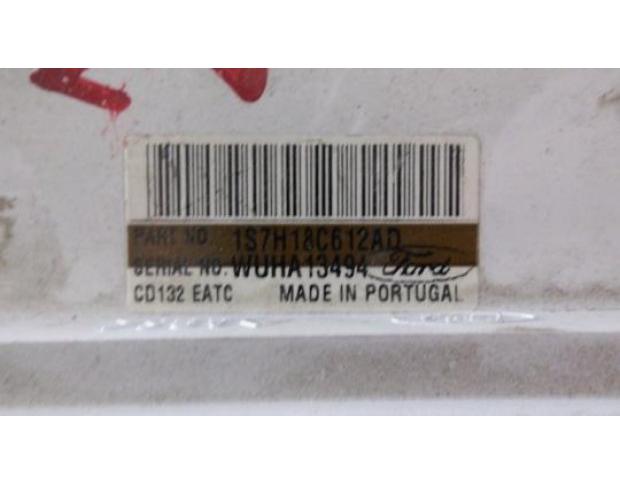 PART NO. 1S7H18C612AD
SERIAL NO. WUHA13494 Ford
CD132 EATC MADE IN PORTUGAL